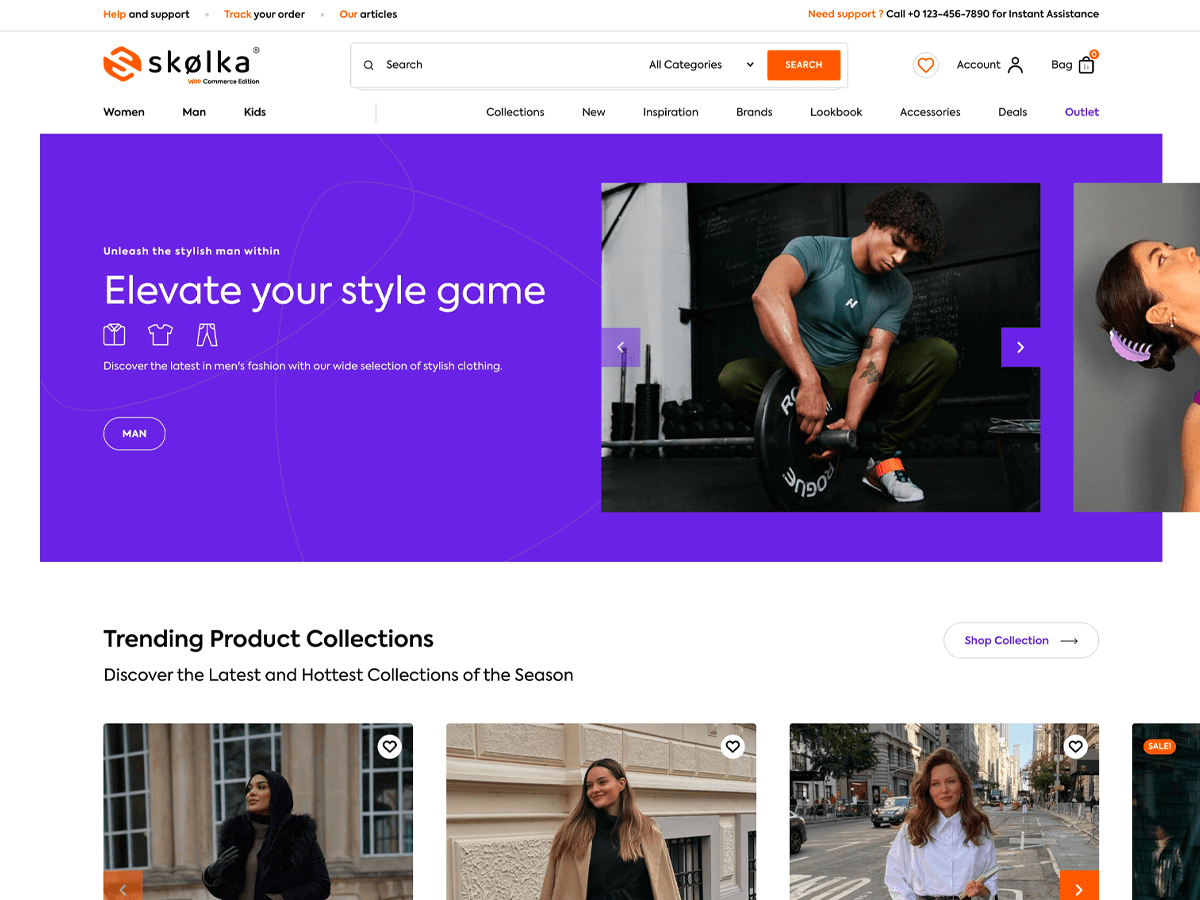 Help and support • Track your order • Our articles
Need support ? Call +0 123-456-7890 for Instant Assistance
skølka®
Woo Commerce Edition
Search
All Categories
SEARCH
Account
Bag
0
Women Man Kids
Collections New Inspiration Brands Lookbook Accessories Deals Outlet
Unleash the stylish man within
Elevate your style game
Discover the latest in men's fashion with our wide selection of stylish clothing.
MAN
ROGUE
Trending Product Collections
Shop Collection
Discover the Latest and Hottest Collections of the Season
SALE!